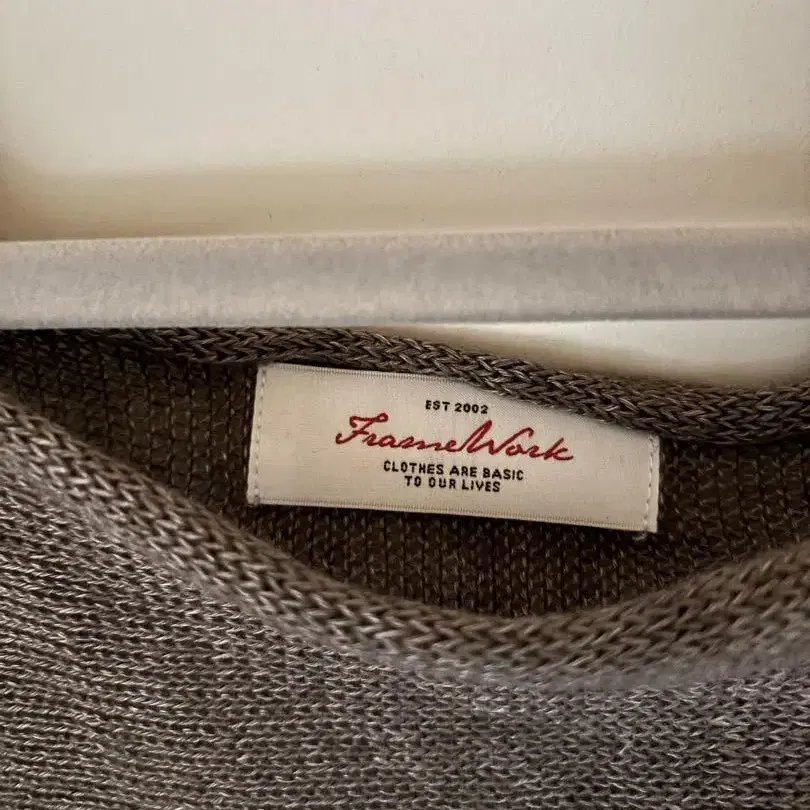 EST 2002
FrameWork
CLOTHES ARE BASIC
TO OUR LIVES